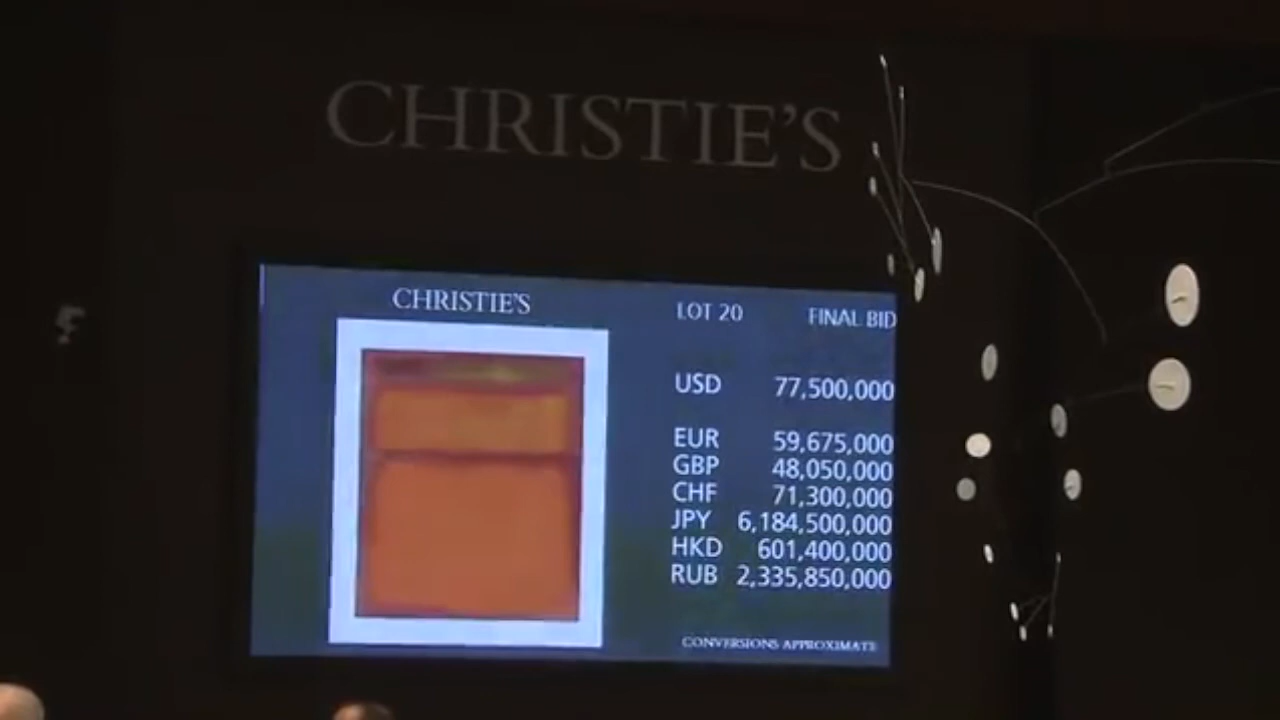 CHRISTIE'S
CHRISTIE'S
LOT 20 FINAL BID
USD 77,500,000
EUR 59,675,000
GBP 48,050,000
CHF 71,300,000
JPY 6,184,500,000
HKD 601,400,000
RUB 2,335,850,000
CONVERSIONS APPROXIMATE